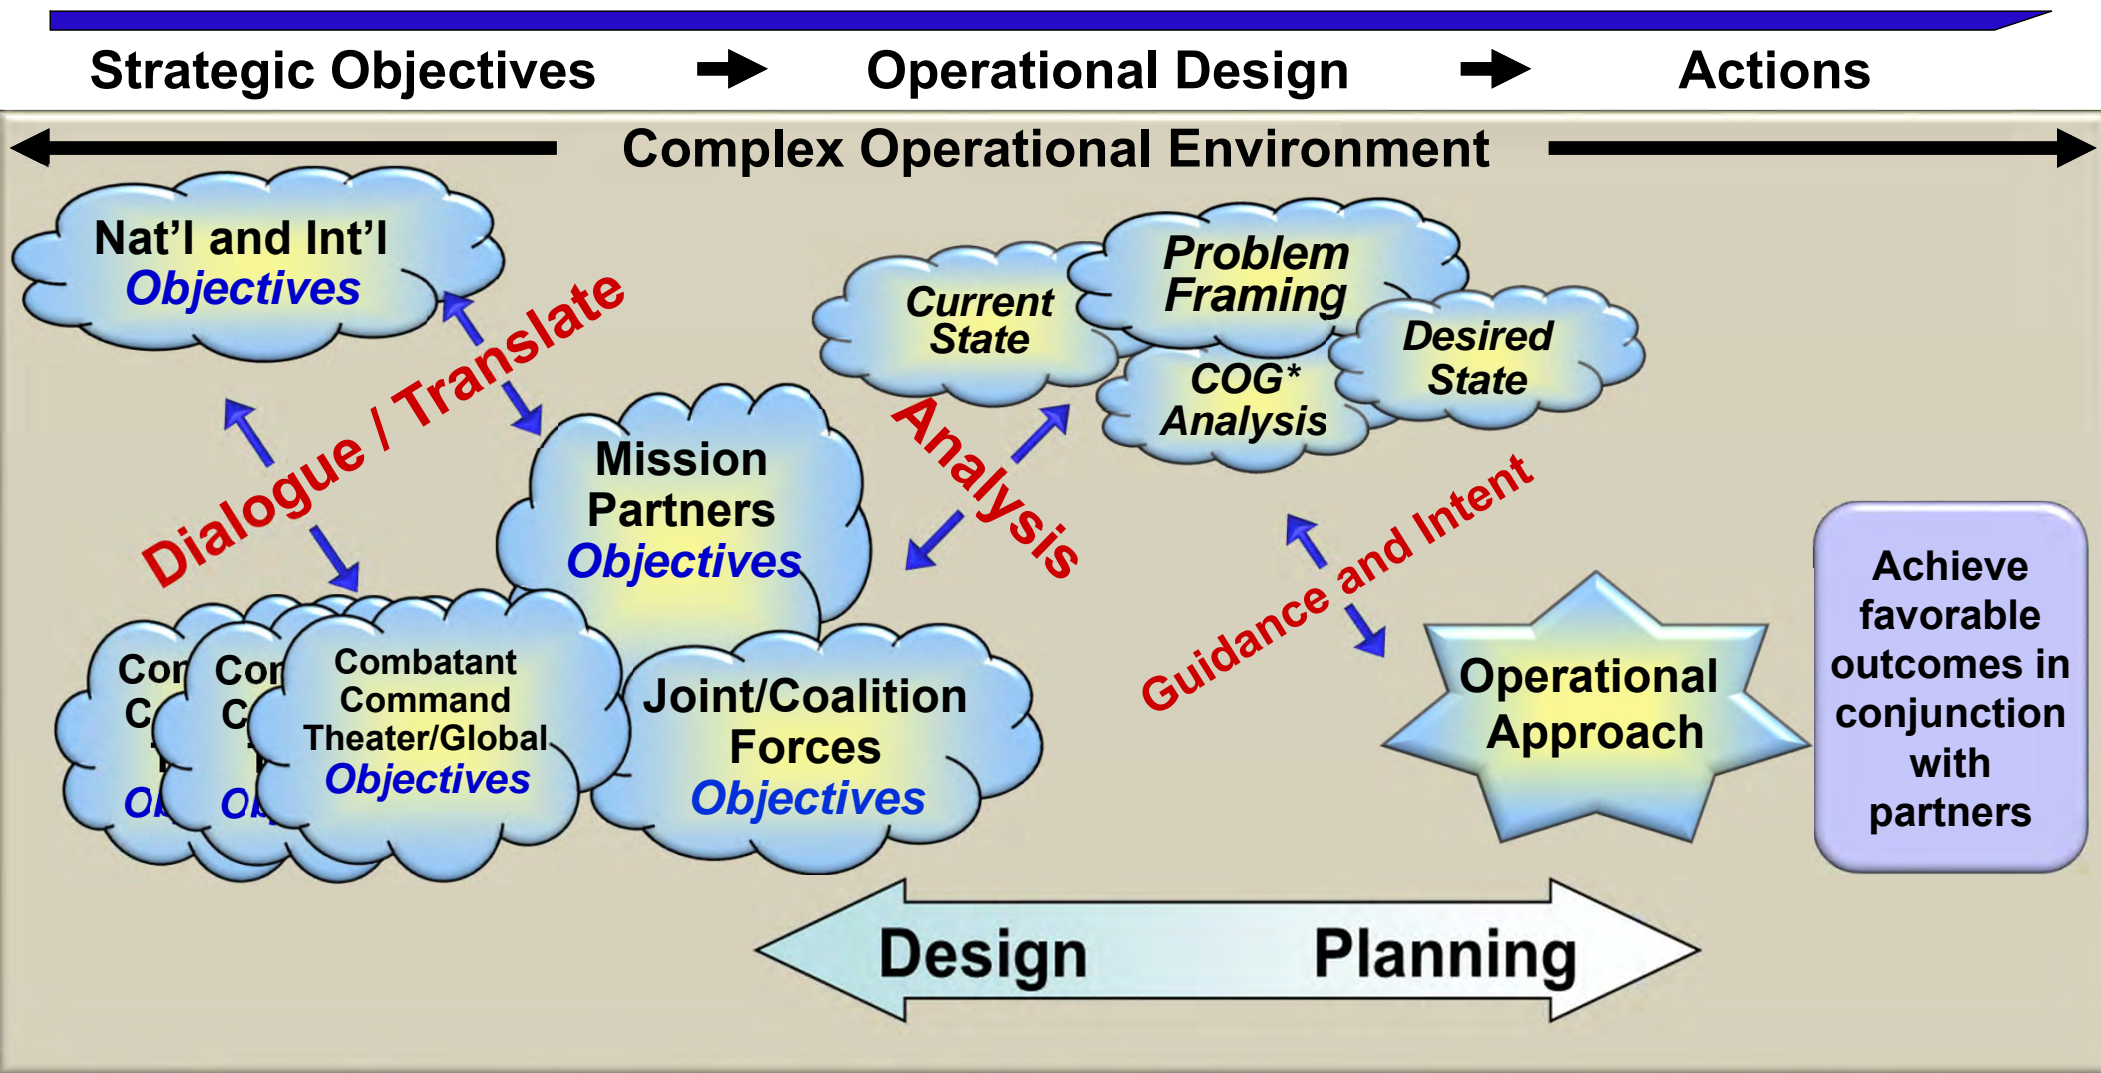 Strategic Objectives
Operational Design
Actions
Complex Operational Environment
Nat'l and Int'l
Objectives
Dialogue / Translate
Mission
Partners
Objectives
Combatant
Command
Theater/Global
Objectives
Joint/Coalition
Forces
Objectives
Analysis
Current
State
Problem
Framing
COG*
Analysis
Desired
State
Guidance and Intent
Operational
Approach
Achieve
favorable
outcomes in
conjunction
with
partners
Design
Planning